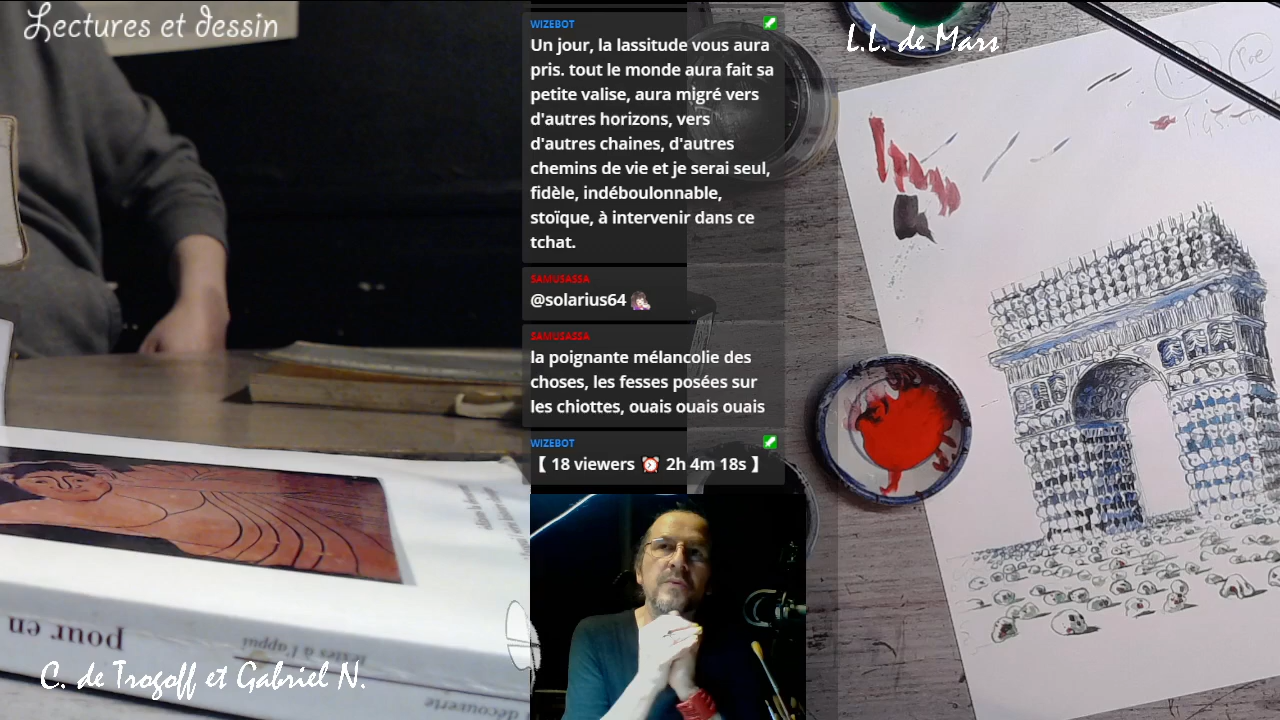 Lectures et dessin
WIZEBOT
Un jour, la lassitude vous aura
pris. tout le monde aura fait sa
petite valise, aura migré vers
d'autres horizons, vers
d'autres chaines, d'autres
chemins de vie et je serai seul,
fidèle, indéboulonnable,
stoïque, à intervenir dans ce
tchat.
SAMUSASSA
@solarius64
SAMUSASSA
la poignante mélancolie des
choses, les fesses posées sur
les chiottes, ouais ouais ouais
WIZEBOT
【 18 viewers ⏰ 2h 4m 18s 】
L.L. de Mars
pour en
textes à l'appui
découverte
C. de Trogoff et Gabriel N.